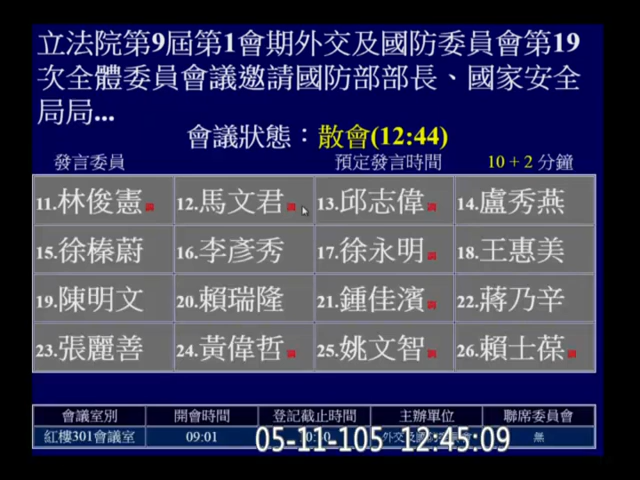 立法院第9屆第1會期外交及國防委員會第19
次全體委員會議邀請國防部部長、國家安全
局局...
會議狀態：散會(12:44)
發言委員 預定發言時間 10 + 2 分鐘
11.林俊憲 12.馬文君 13.邱志偉 14.盧秀燕
15.徐榛蔚 16.李彥秀 17.徐永明 18.王惠美
19.陳明文 20.賴瑞隆 21.鍾佳濱 22.蔣乃辛
23.張麗善 24.黃偉哲 25.姚文智 26.賴士葆
會議室別 開會時間 登記截止時間 主辦單位 聯席委員會
紅樓301會議室 09:01 無
05-11-105 12:45:09